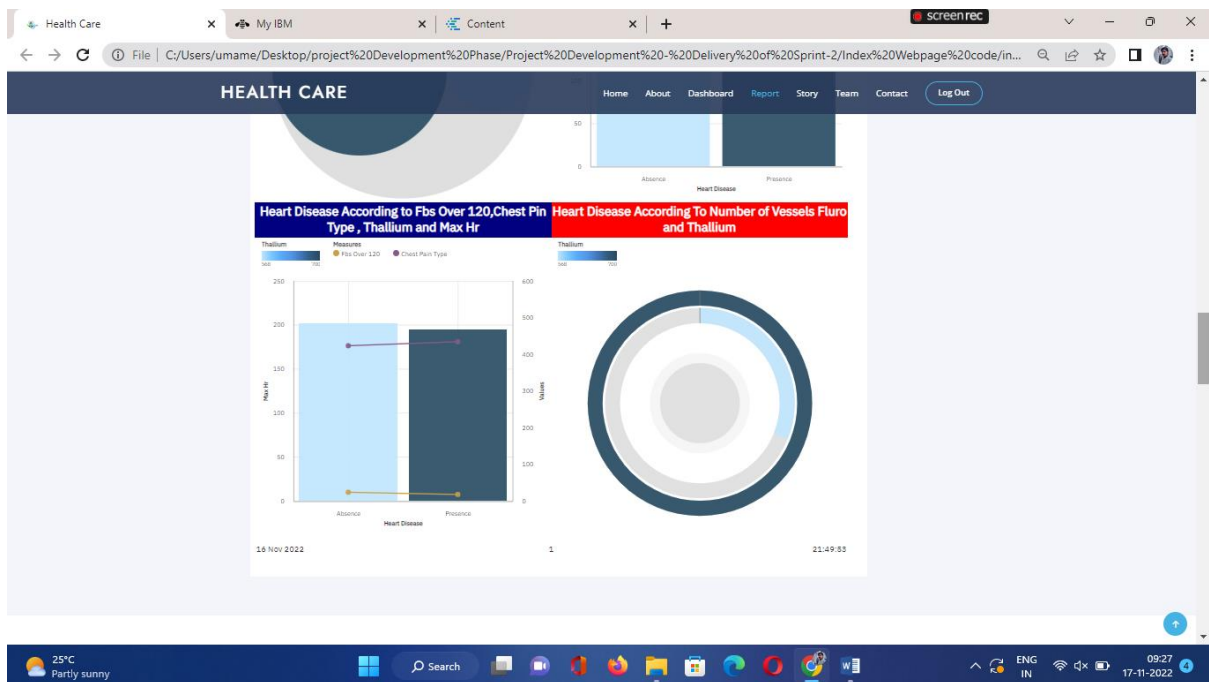 Health Care
My IBM
Content
screenrec
File
C:/Users/umame/Desktop/project%20Development%20Phase/Project%20Development%20-%20Delivery%20of%20Sprint-2/Index%20Webpage%20code/in...
HEALTH CARE
Home About Dashboard Report Story Team Contact Log Out
50
0
Absence Presence
Heart Disease
Heart Disease According to Fbs Over 120,Chest Pin
Type , Thallium and Max Hr
Heart Disease According To Number of Vessels Fluro
and Thallium
Thallium
Measures
Fbs Over 120 Chest Pain Type
Thallium
250
200
150
100
50
0
Max Hr
600
500
400
300
200
100
0
Values
Absence Presence
Heart Disease
16 Nov 2022 1
25°C
Partly sunny
Search
ENG
IN
09:27
17-11-2022
4